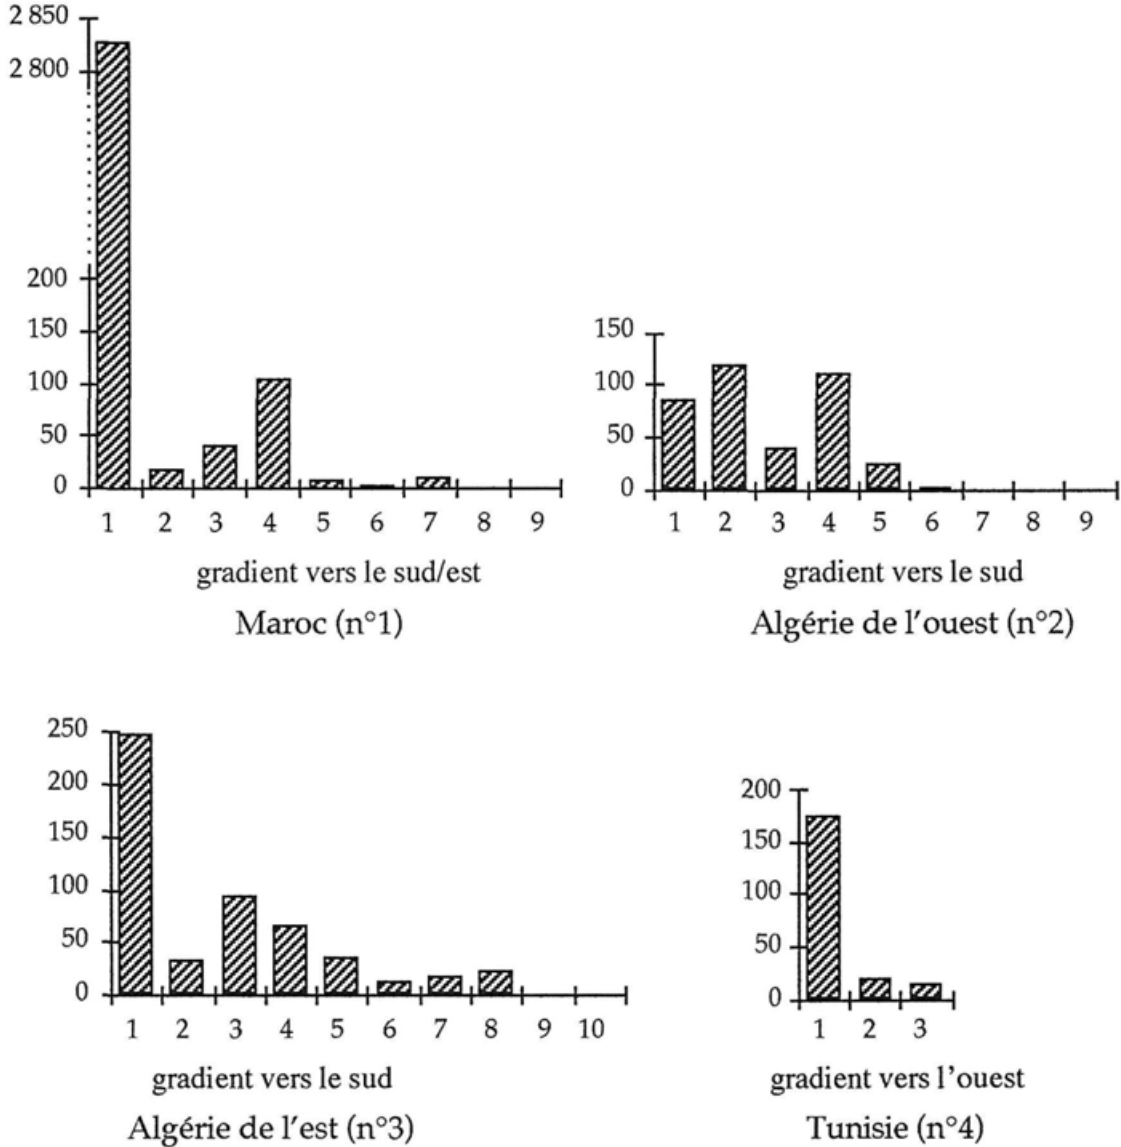 2 850
2 800
200
150
100
50
0
1 2 3 4 5 6 7 8 9
gradient vers le sud/est
Maroc (n°1)
150
100
50
0
1 2 3 4 5 6 7 8 9
gradient vers le sud
Algérie de l'ouest (n°2)
250
200
150
100
50
0
1 2 3 4 5 6 7 8 9 10
gradient vers le sud
Algérie de l'est (n°3)
200
150
100
50
0
1 2 3
gradient vers l'ouest
Tunisie (n°4)